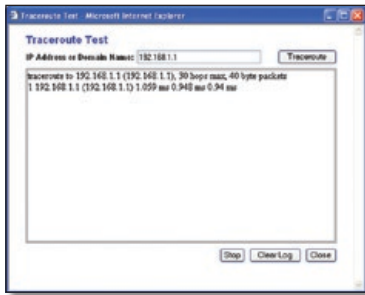 Traceroute Test - Microsoft Internet Explorer
Traceroute Test
IP Address or Domain Name: 192.168.1.1 Traceroute
traceroute to 192.168.1.1 (192.168.1.1), 30 hops max, 40 byte packets
1 192.168.1.1 (192.168.1.1) 1.059 ms 0.948 ms 0.94 ms
Stop Clear Log Close